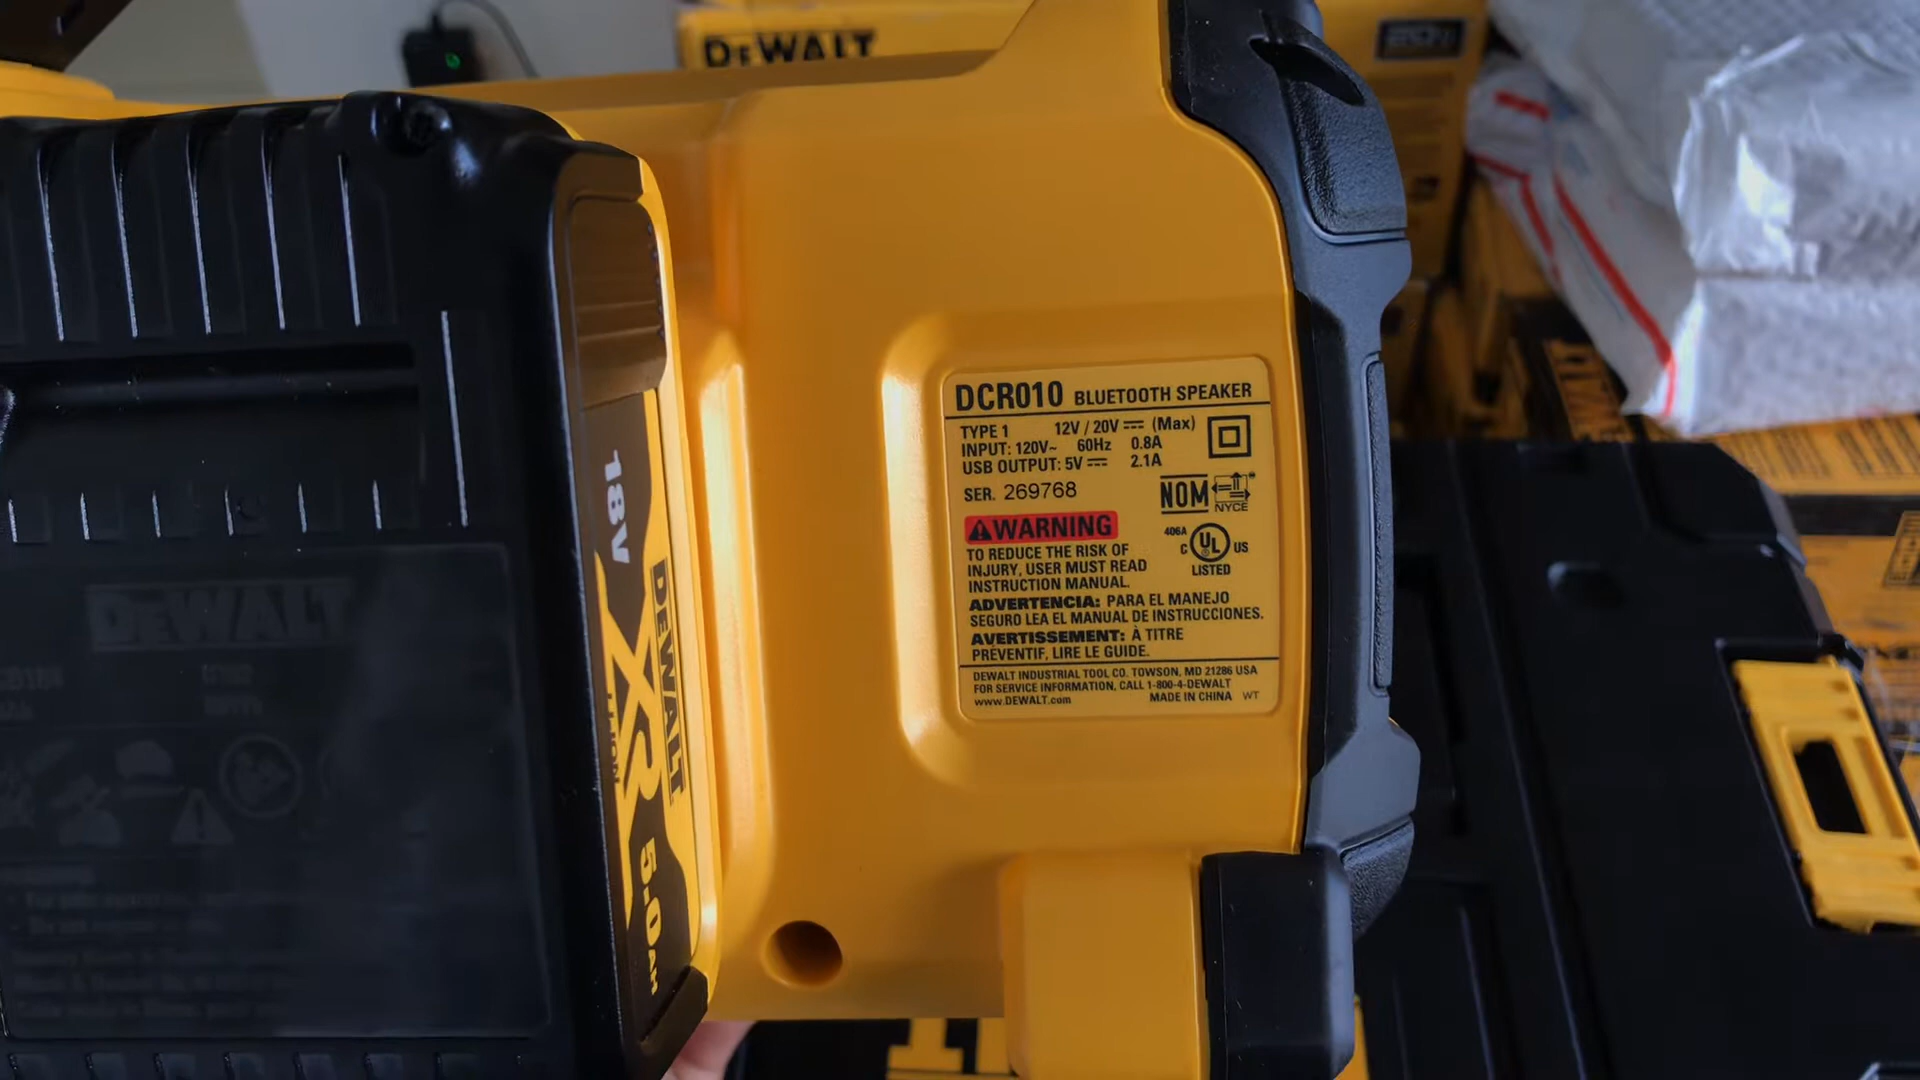 DEWALT
DCR010 BLUETOOTH SPEAKER
TYPE 1 12V / 20V ⎓ (Max)
INPUT: 120V~ 60Hz 0.8A
USB OUTPUT: 5V ⎓ 2.1A
SER. 269768
NOM
NYCE
⚠WARNING
TO REDUCE THE RISK OF
INJURY, USER MUST READ
INSTRUCTION MANUAL.
406A
C UL US
LISTED
ADVERTENCIA: PARA EL MANEJO
SEGURO LEA EL MANUAL DE INSTRUCCIONES.
AVERTISSEMENT: À TITRE
PRÉVENTIF, LIRE LE GUIDE.
DEWALT INDUSTRIAL TOOL CO. TOWSON, MD 21286 USA
FOR SERVICE INFORMATION, CALL 1-800-4-DEWALT
www.DEWALT.com MADE IN CHINA WT
18V
DEWALT
XR
LI-ION
5.0Ah
DEWALT